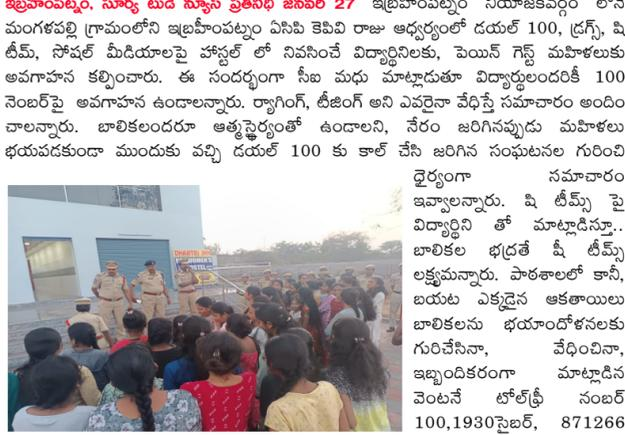 ఇబ్రహింపట్నం, సూర్య టుడే న్యూస్ ప్రతినిధి జనవరి 27 ఇబ్రహింపట్నం నియోజకవర్గం లోని
మంగళపల్లి గ్రామంలోని ఇబ్రహీంపట్నం ఏసిపి కెపివి రాజు ఆధ్వర్యంలో డయల్ 100, డ్రగ్స్, షి
టీమ్, సోషల్ మీడియాలపై హాస్టల్ లో నివసించే విద్యార్థినిలకు, పెయిన్ గెస్ట్ మహిళలకు
అవగాహన కల్పించారు. ఈ సందర్భంగా సీఐ మధు మాట్లాడుతూ విద్యార్థులందరికీ 100
నెంబర్‌పై అవగాహన ఉండాలన్నారు. ర్యాగింగ్, టీజింగ్ అని ఎవరైనా వేధిస్తే సమాచారం అందిం
చాలన్నారు. బాలికలందరూ ఆత్మస్థైర్యంతో ఉండాలని, నేరం జరిగినప్పుడు మహిళలు
భయపడకుండా ముందుకు వచ్చి డయల్ 100 కు కాల్ చేసి జరిగిన సంఘటనల గురించి
ధైర్యంగా సమాచారం
ఇవ్వాలన్నారు. షి టీమ్స్ పై
విద్యార్థిని తో మాట్లాడిస్తూ..
బాలికల భద్రతే షీ టీమ్స్
లక్ష్యమన్నారు. పాఠశాలలో కానీ,
బయట ఎక్కడైన ఆకతాయిలు
బాలికలను భయాందోళనలకు
గురిచేసినా, వేధించినా,
ఇబ్బందికరంగా మాట్లాడిన
వెంటనే టోల్‌ఫ్రీ నంబర్
100,1930సైబర్, 871266
WOMEN'S